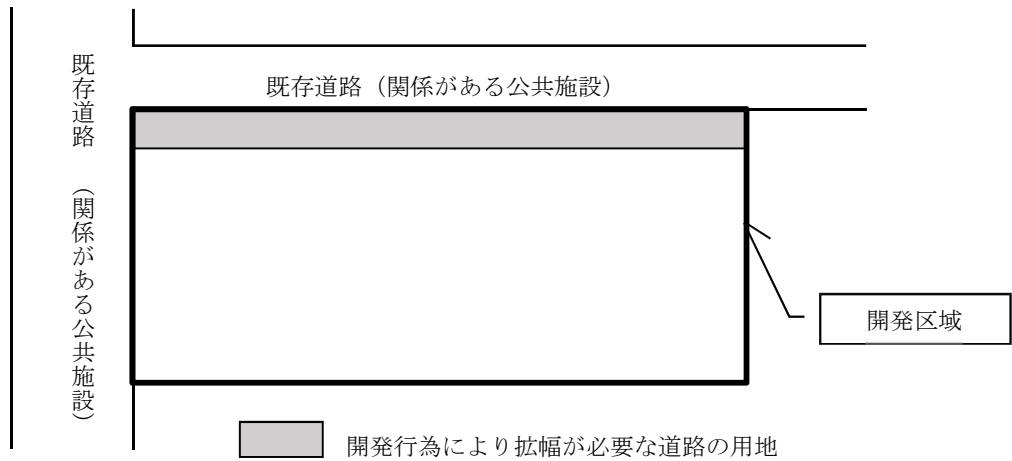 既存道路（関係がある公共施設）
既存道路（関係がある公共施設）
開発区域
開発行為により拡幅が必要な道路の用地